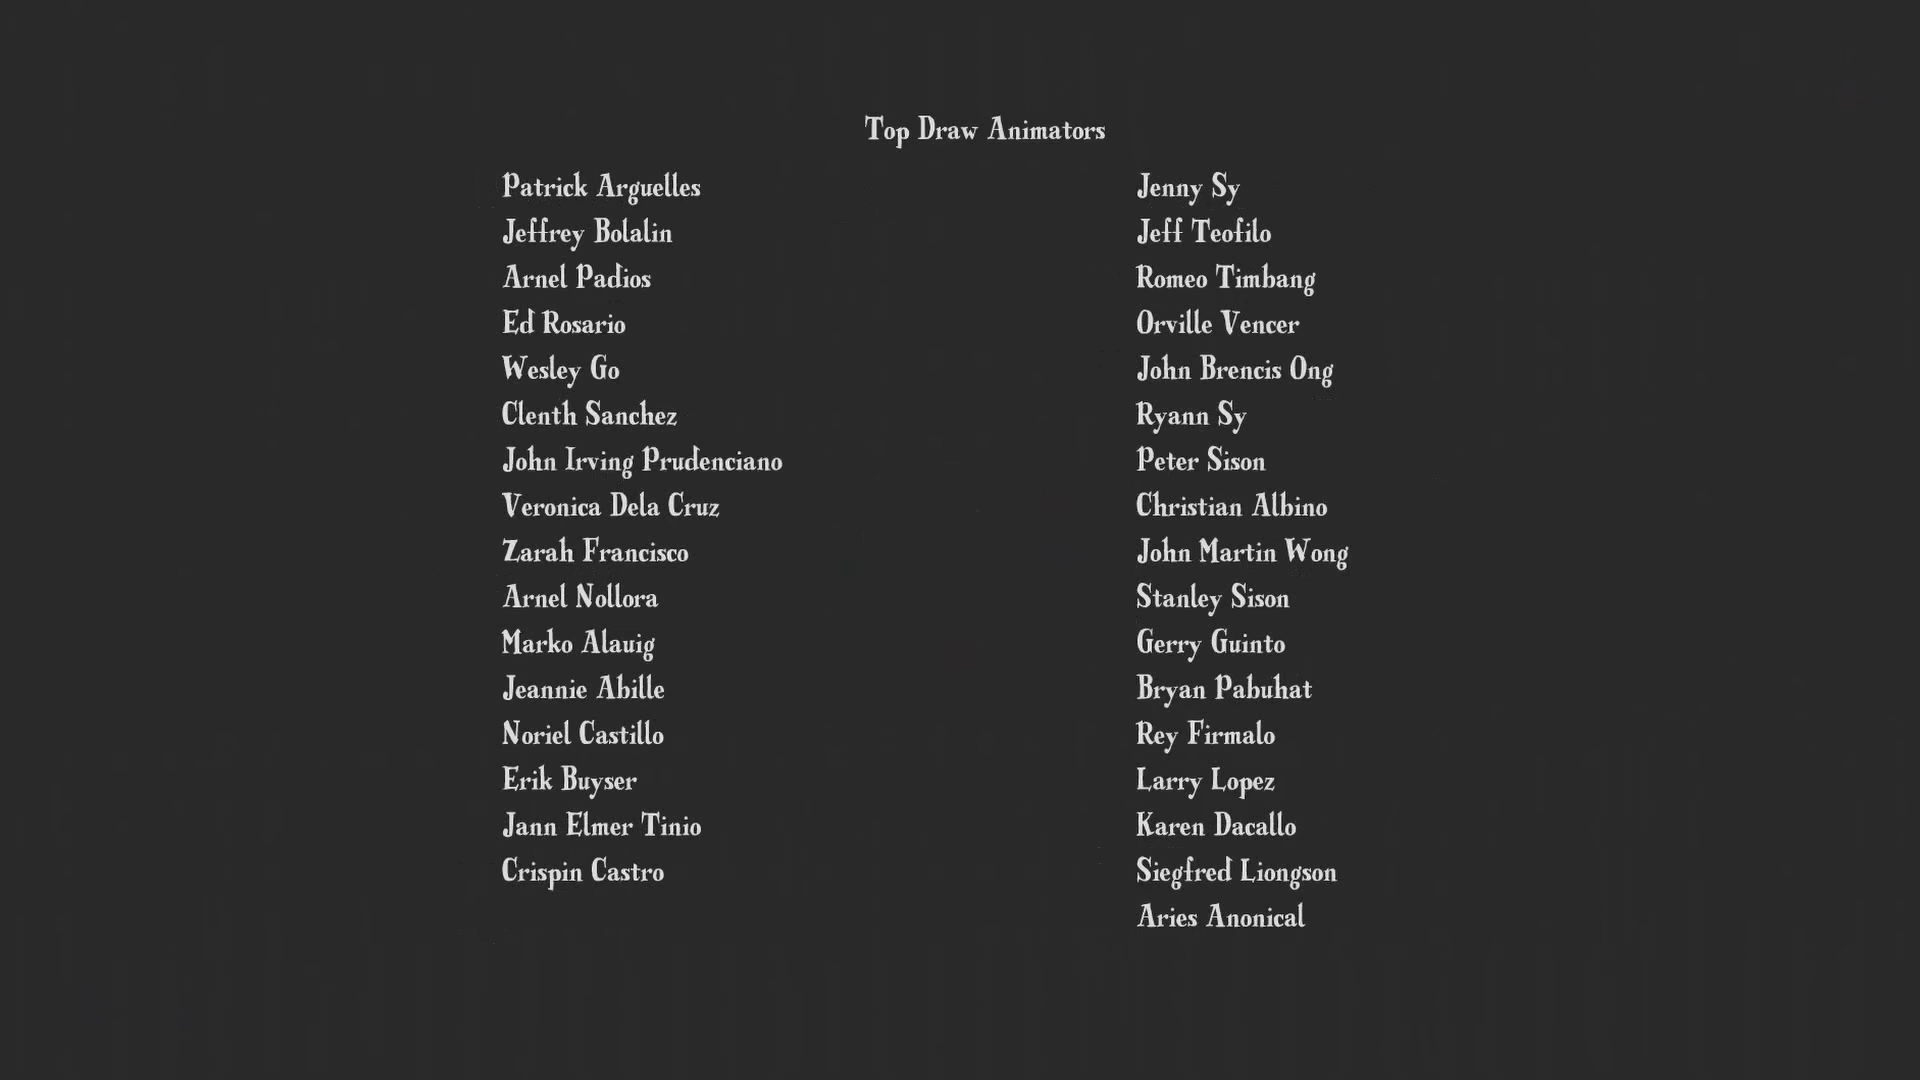 Top Draw Animators
Patrick Arguelles
Jeffrey Bolalin
Arnel Padios
Ed Rosario
Wesley Go
Clenth Sanchez
John Irving Prudenciano
Veronica Dela Cruz
Zarah Francisco
Arnel Nollora
Marko Alauig
Jeannie Abille
Noriel Castillo
Erik Buyser
Jann Elmer Tinio
Crispin Castro
Jenny Sy
Jeff Teofilo
Romeo Timbang
Orville Vencer
John Brencis Ong
Ryann Sy
Peter Sison
Christian Albino
John Martin Wong
Stanley Sison
Gerry Guinto
Bryan Pabuhat
Rey Firmalo
Larry Lopez
Karen Dacallo
Siegfred Liongson
Aries Anonical